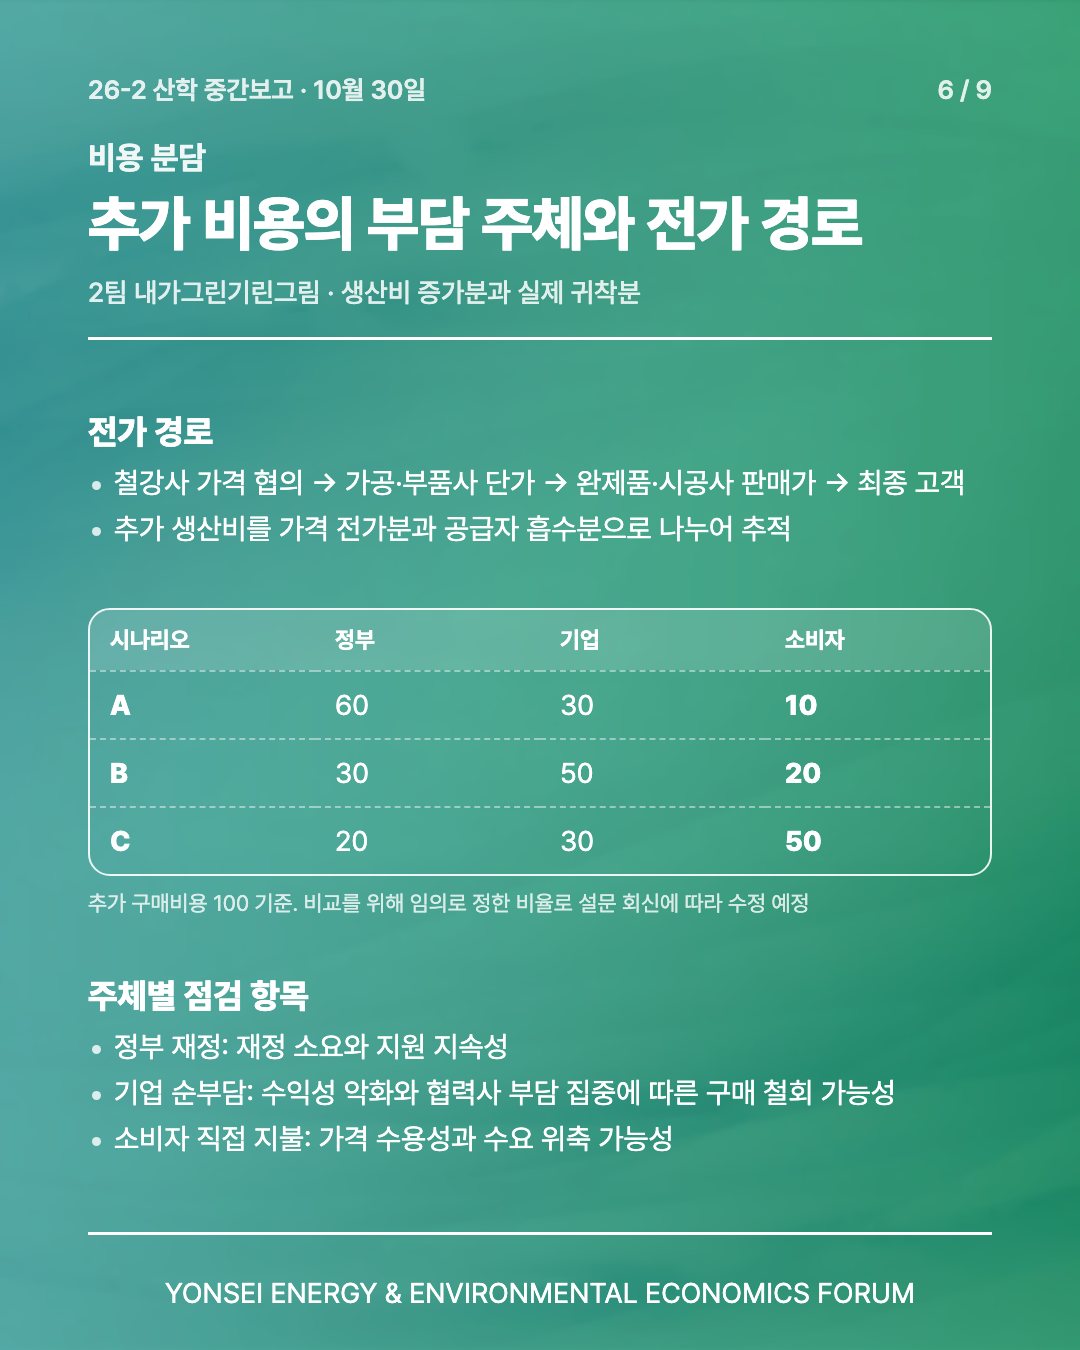 26-2 산학 중간보고 · 10월 30일
6 / 9
비용 분담
추가 비용의 부담 주체와 전가 경로
2팀 내가그린기린그림 · 생산비 증가분과 실제 귀착분
전가 경로
• 철강사 가격 협의 → 가공·부품사 단가 → 완제품·시공사 판매가 → 최종 고객
• 추가 생산비를 가격 전가분과 공급자 흡수분으로 나누어 추적
시나리오 정부 기업 소비자
A 60 30 10
B 30 50 20
C 20 30 50
추가 구매비용 100 기준. 비교를 위해 임의로 정한 비율로 설문 회신에 따라 수정 예정
주체별 점검 항목
• 정부 재정: 재정 소요와 지원 지속성
• 기업 순부담: 수익성 악화와 협력사 부담 집중에 따른 구매 철회 가능성
• 소비자 직접 지불: 가격 수용성과 수요 위축 가능성
YONSEI ENERGY & ENVIRONMENTAL ECONOMICS FORUM